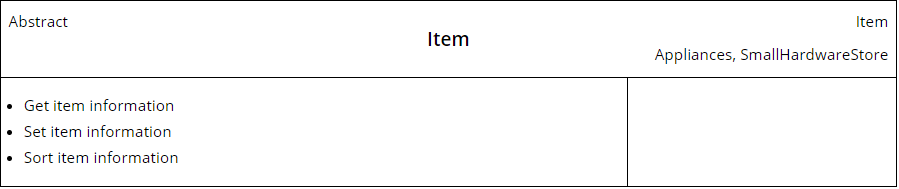 Abstract
Item
Item
Appliances, SmallHardwareStore
• Get item information
• Set item information
• Sort item information